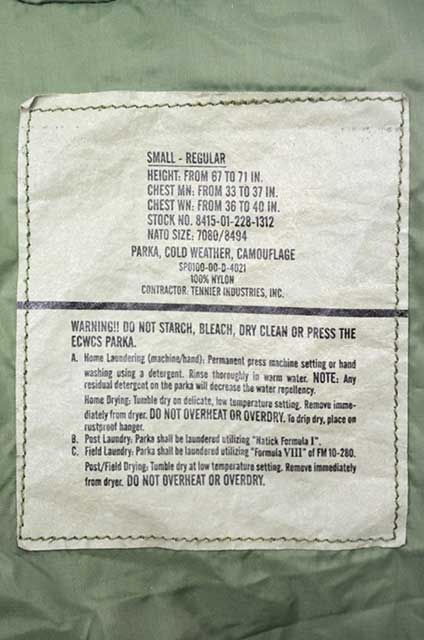 SMALL - REGULAR
HEIGHT: FROM 67 TO 71 IN.
CHEST MN: FROM 33 TO 37 IN.
CHEST WN: FROM 36 TO 40 IN.
STOCK NO. 8415-01-228-1312
NATO SIZE: 7080/8494
PARKA, COLD WEATHER, CAMOUFLAGE
SPO100-00-D-4021
100% NYLON
CONTRACTOR: TENNIER INDUSTRIES, INC.
WARNING!! DO NOT STARCH, BLEACH, DRY CLEAN OR PRESS THE
ECWCS PARKA.
A. Home Laundering (machine/hand): Permanent press machine setting or hand
washing using a detergent. Rinse thoroughly in warm water. NOTE: Any
residual detergent on the parka will decrease the water repellency.
Home Drying: Tumble dry on delicate, low temperature setting. Remove imme-
diately from dryer. DO NOT OVERHEAT OR OVERDRY. To drip dry, place on
rustproof hanger.
B. Post Laundry: Parka shall be laundered utilizing "Natick Formula I".
C. Field Laundry: Parka shall be laundered utilizing "Formula VIII" of FM 10-280.
Post/Field Drying: Tumble dry at low temperature setting. Remove immediately
from dryer. DO NOT OVERHEAT OR OVERDRY.